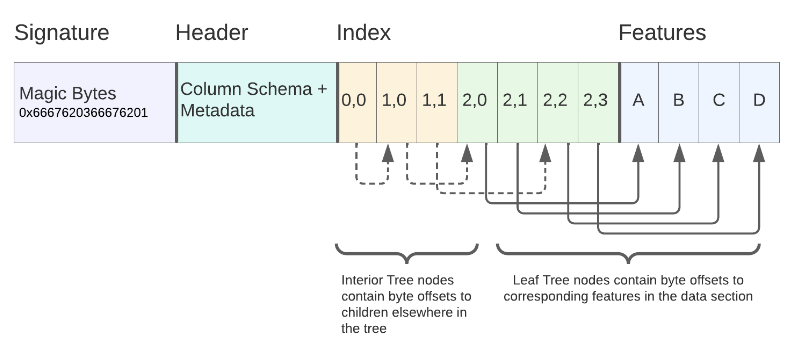 Signature
Header
Index
Features
Magic Bytes
0x6667620366676201
Column Schema +
Metadata
0,0
1,0
1,1
2,0
2,1
2,2
2,3
A
B
C
D
Interior Tree nodes
contain byte offsets to
children elsewhere in
the tree
Leaf Tree nodes contain byte offsets to
corresponding features in the data section